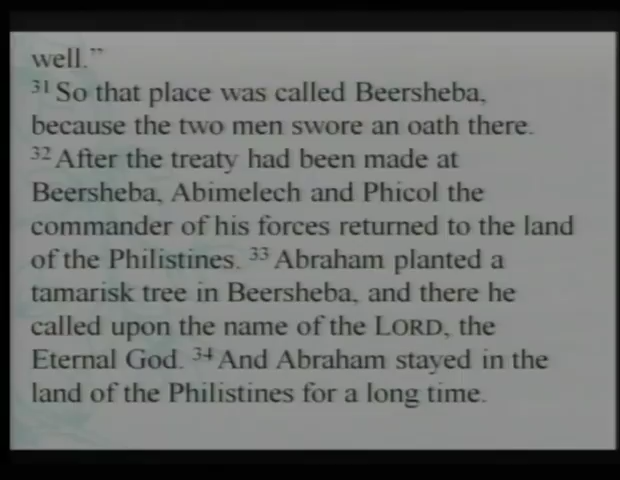 well.”
31 So that place was called Beersheba,
because the two men swore an oath there.
32 After the treaty had been made at
Beersheba, Abimelech and Phicol the
commander of his forces returned to the land
of the Philistines. 33 Abraham planted a
tamarisk tree in Beersheba, and there he
called upon the name of the LORD, the
Eternal God. 34 And Abraham stayed in the
land of the Philistines for a long time.